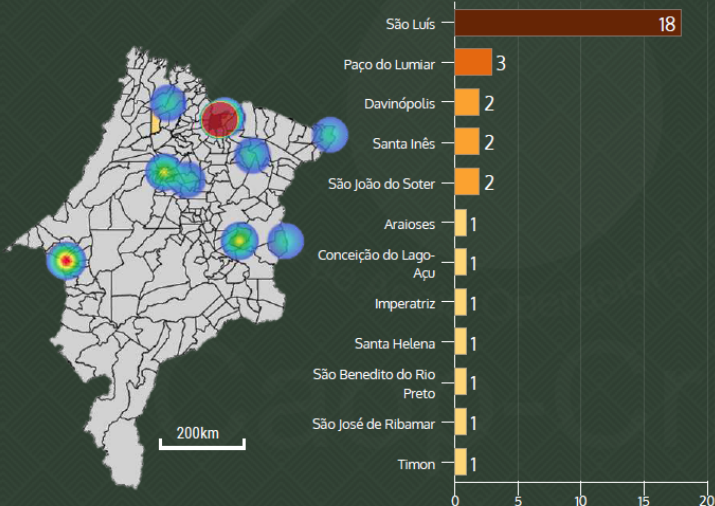 São Luís
18
Paço do Lumiar
3
Davinópolis
2
Santa Inês
2
São João do Soter
2
Araioses
1
Conceição do Lago-
Açu
1
Imperatriz
1
Santa Helena
1
São Benedito do Rio
Preto
1
São José de Ribamar
1
Timon
1
0 5 10 15 20
200km